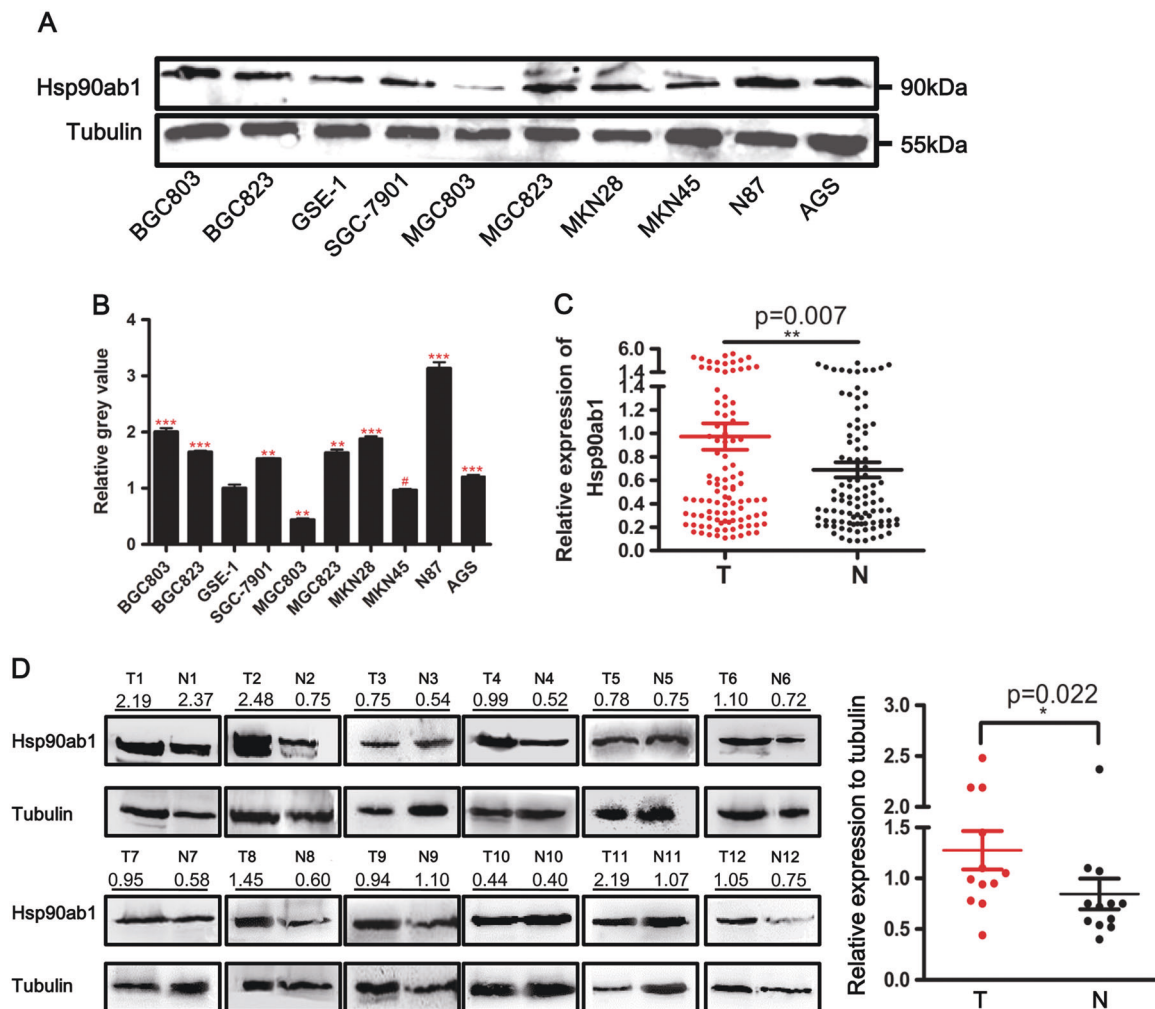 A
Hsp90ab1
90kDa
Tubulin
55kDa
BGC803 BGC823 GSE-1 SGC-7901 MGC803 MGC823 MKN28 MKN45 N87 AGS
B
Relative grey value
4
3
2
1
0
*** *** ** ** ** *** # *** ***
BGC803 BGC823 GSE-1 SGC-7901 MGC803 MGC823 MKN28 MKN45 N87 AGS
C
p=0.007
**
Relative expression of
Hsp90ab1
6.0
1.4
1.4
1.2
1.0
0.8
0.6
0.4
0.2
0.0
T N
D
T1 N1 T2 N2 T3 N3 T4 N4 T5 N5 T6 N6
2.19 2.37 2.48 0.75 0.75 0.54 0.99 0.52 0.78 0.75 1.10 0.72
Hsp90ab1
Tubulin
T7 N7 T8 N8 T9 N9 T10 N10 T11 N11 T12 N12
0.95 0.58 1.45 0.60 0.94 1.10 0.44 0.40 2.19 1.07 1.05 0.75
Hsp90ab1
Tubulin
p=0.022
*
Relative expression to tubulin
3.0
2.5
2.0
1.5
1.0
0.5
0.0
T N